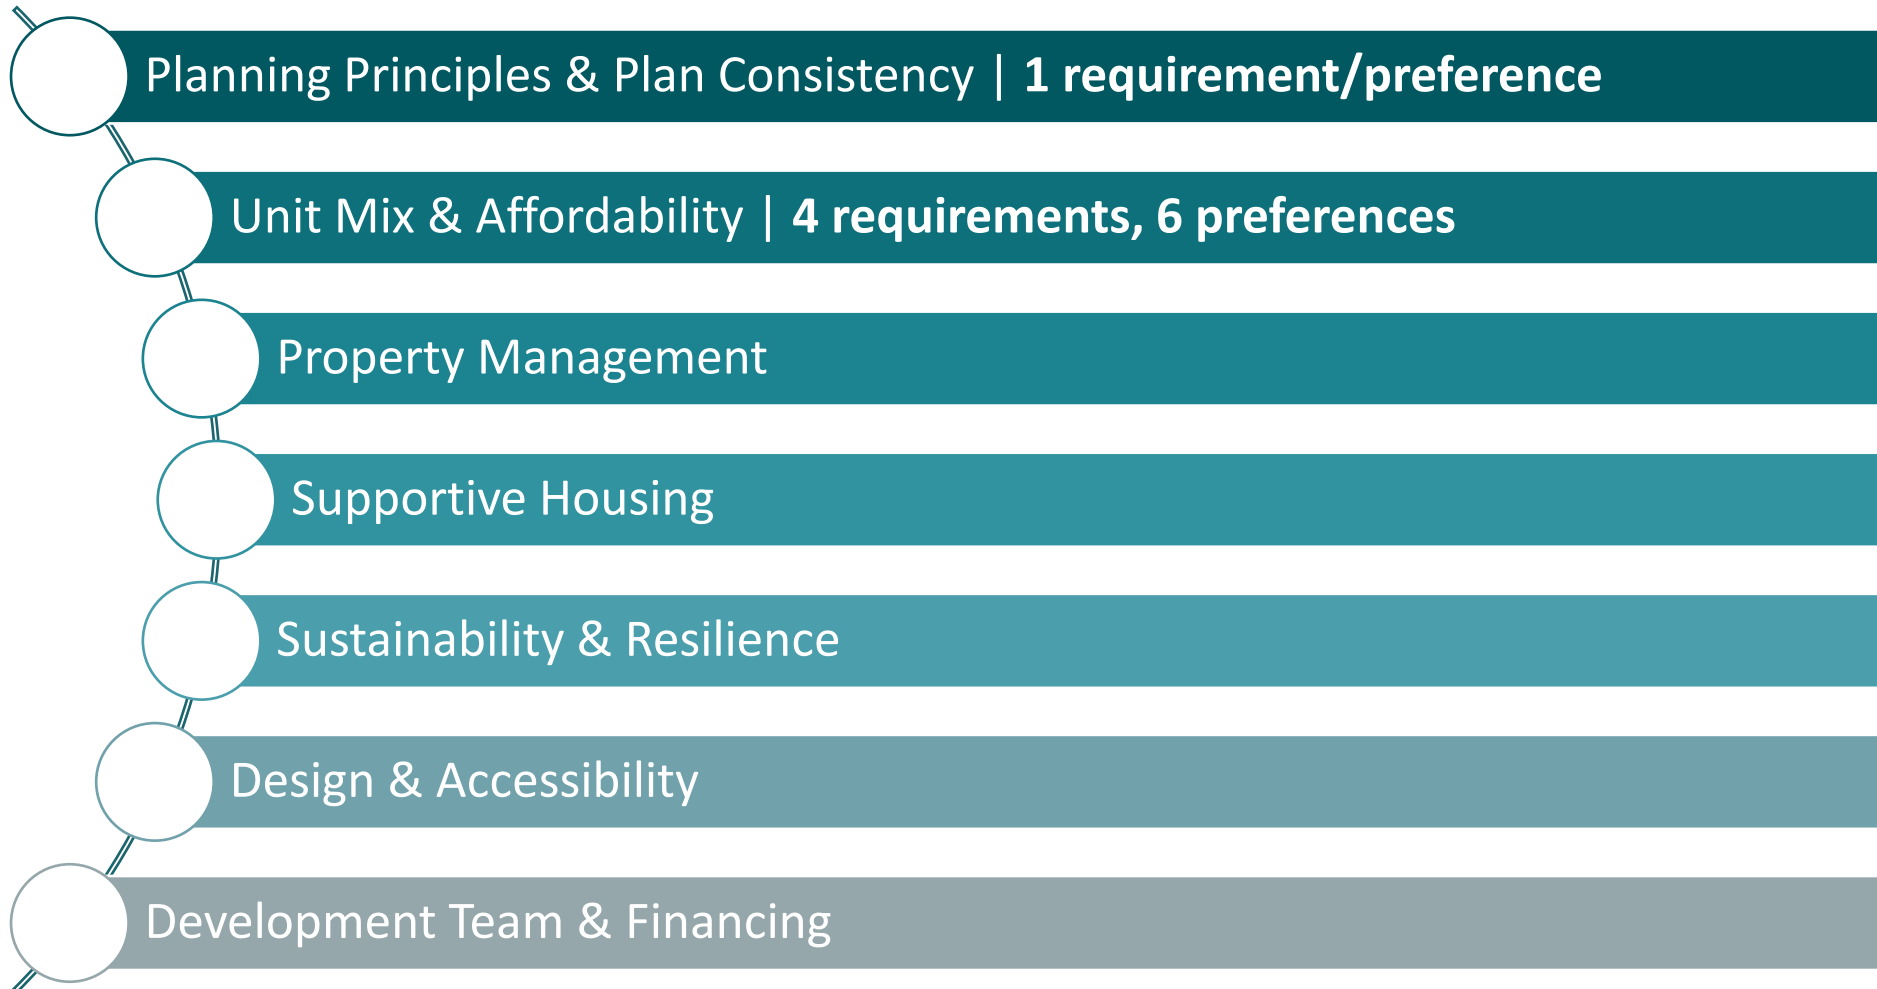 Planning Principles & Plan Consistency | 1 requirement/preference
Unit Mix & Affordability | 4 requirements, 6 preferences
Property Management
Supportive Housing
Sustainability & Resilience
Design & Accessibility
Development Team & Financing